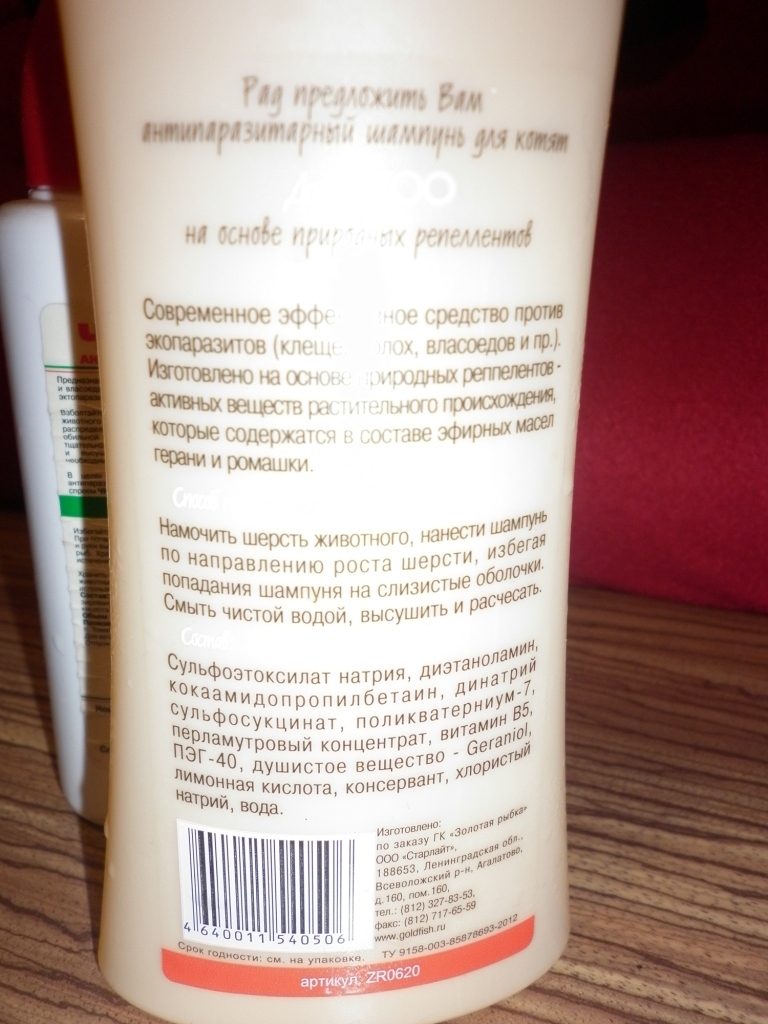 Рад предложить Вам
антипаразитарный шампунь для котят
на основе природных репеллентов
Современное средство против
экопаразитов власоедов и пр.).
Изготовлено на основе природных реппелентов -
активных веществ растительного происхождения,
которые содержатся в составе эфирных масел
герани и ромашки.
Способ
Намочить шерсть животного, нанести шампунь
по направлению роста шерсти, избегая
попадания шампуня на слизистые оболочки.
Смыть чистой водой, высушить и расчесать.
Состав
Сульфоэтоксилат натрия, диэтаноламин,
кокаамидопропилбетаин, динатрий
сульфосукцинат, поликватерниум-7,
перламутровый концентрат, витамин B5,
ПЭГ-40, душистое вещество - Geraniol,
лимонная кислота, консервант, хлористый
натрий, вода.
Изготовлено:
по заказу ГК «Золотая рыбка»
ООО «Старлайт»,
188653, Ленинградская обл.,
Всеволожский р-н, Агалатово,
д.160, пом.160,
тел.: (812) 327-83-53,
факс: (812) 717-65-59
www.goldfish.ru
4 640011 540506
Срок годности: см. на упаковке. ТУ 9158-003-85878693-2012
артикул: ZR0620